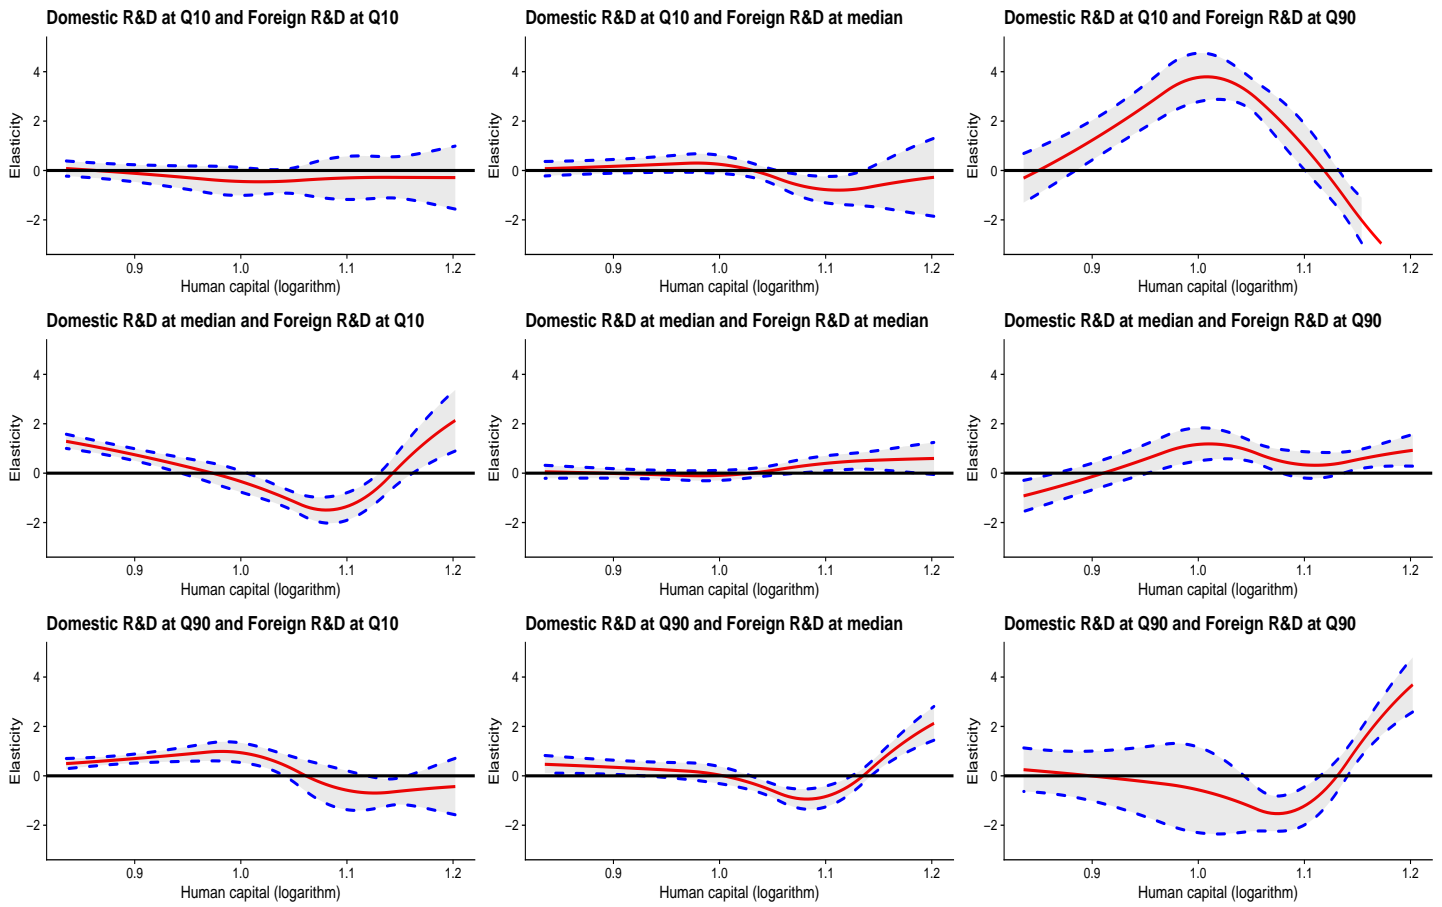 Domestic R&D at Q10 and Foreign R&D at Q10
Elasticity
4
2
0
−2
0.9 1.0 1.1 1.2
Human capital (logarithm)
Domestic R&D at Q10 and Foreign R&D at median
Elasticity
4
2
0
−2
0.9 1.0 1.1 1.2
Human capital (logarithm)
Domestic R&D at Q10 and Foreign R&D at Q90
Elasticity
4
2
0
−2
0.9 1.0 1.1 1.2
Human capital (logarithm)
Domestic R&D at median and Foreign R&D at Q10
Elasticity
4
2
0
−2
0.9 1.0 1.1 1.2
Human capital (logarithm)
Domestic R&D at median and Foreign R&D at median
Elasticity
4
2
0
−2
0.9 1.0 1.1 1.2
Human capital (logarithm)
Domestic R&D at median and Foreign R&D at Q90
Elasticity
4
2
0
−2
0.9 1.0 1.1 1.2
Human capital (logarithm)
Domestic R&D at Q90 and Foreign R&D at Q10
Elasticity
4
2
0
−2
0.9 1.0 1.1 1.2
Human capital (logarithm)
Domestic R&D at Q90 and Foreign R&D at median
Elasticity
4
2
0
−2
0.9 1.0 1.1 1.2
Human capital (logarithm)
Domestic R&D at Q90 and Foreign R&D at Q90
Elasticity
4
2
0
−2
0.9 1.0 1.1 1.2
Human capital (logarithm)